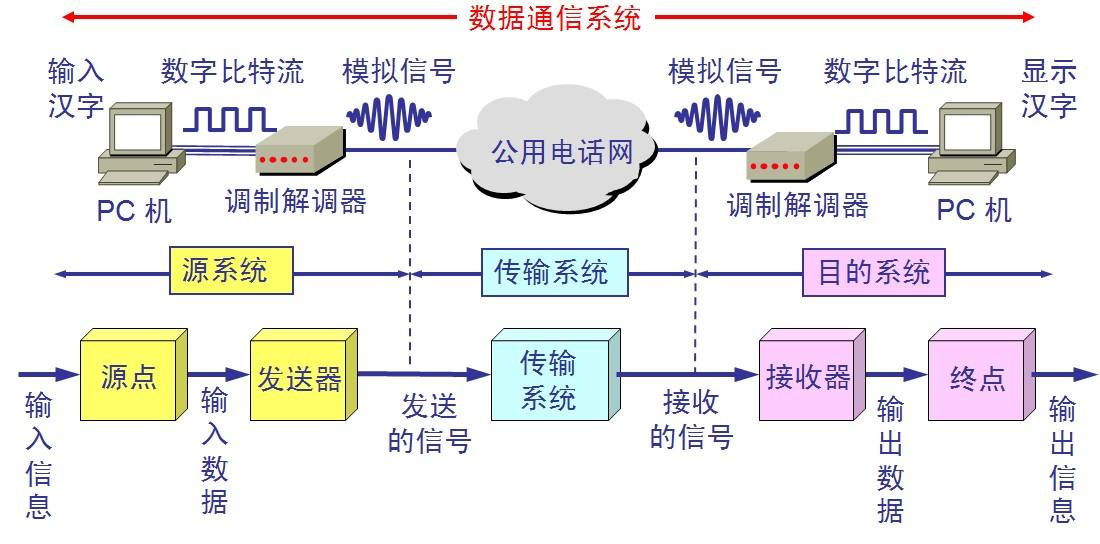 数据通信系统
输入
汉字
数字比特流
模拟信号
模拟信号
数字比特流
显示
汉字
公用电话网
PC 机
调制解调器
调制解调器
PC 机
源系统
传输系统
目的系统
源点
发送器
传输
系统
接收器
终点
输入信息
输入数据
发送
的信号
接收
的信号
输出数据
输出信息